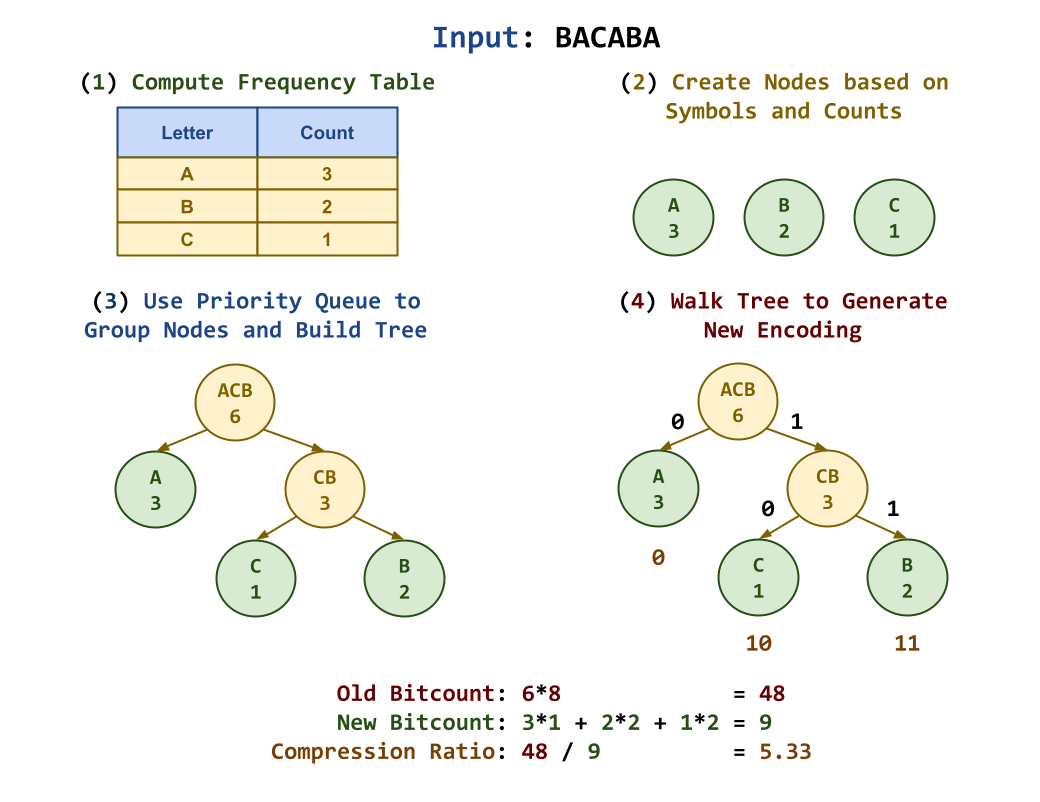 Input: BACABA
(1) Compute Frequency Table
Letter Count
A 3
B 2
C 1
(2) Create Nodes based on
Symbols and Counts
A
3
B
2
C
1
(3) Use Priority Queue to
Group Nodes and Build Tree
ACB
6
A
3
CB
3
C
1
B
2
(4) Walk Tree to Generate
New Encoding
ACB
6
0 1
A
3
CB
3
0
0 1
C
1
B
2
10 11
Old Bitcount: 6*8 = 48
New Bitcount: 3*1 + 2*2 + 1*2 = 9
Compression Ratio: 48 / 9 = 5.33